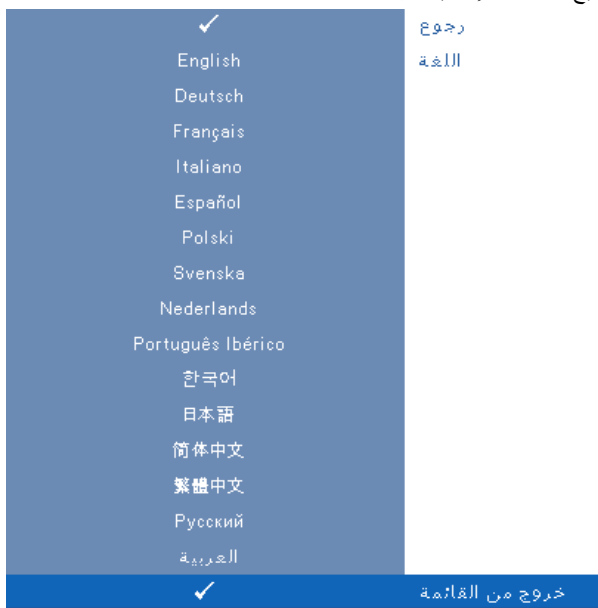 رجوع ✓
اللغة English
Deutsch
Français
Italiano
Español
Polski
Svenska
Nederlands
Português Ibérico
한국어
日本語
简体中文
繁體中文
Русский
العربية
خروج من القائمة ✓